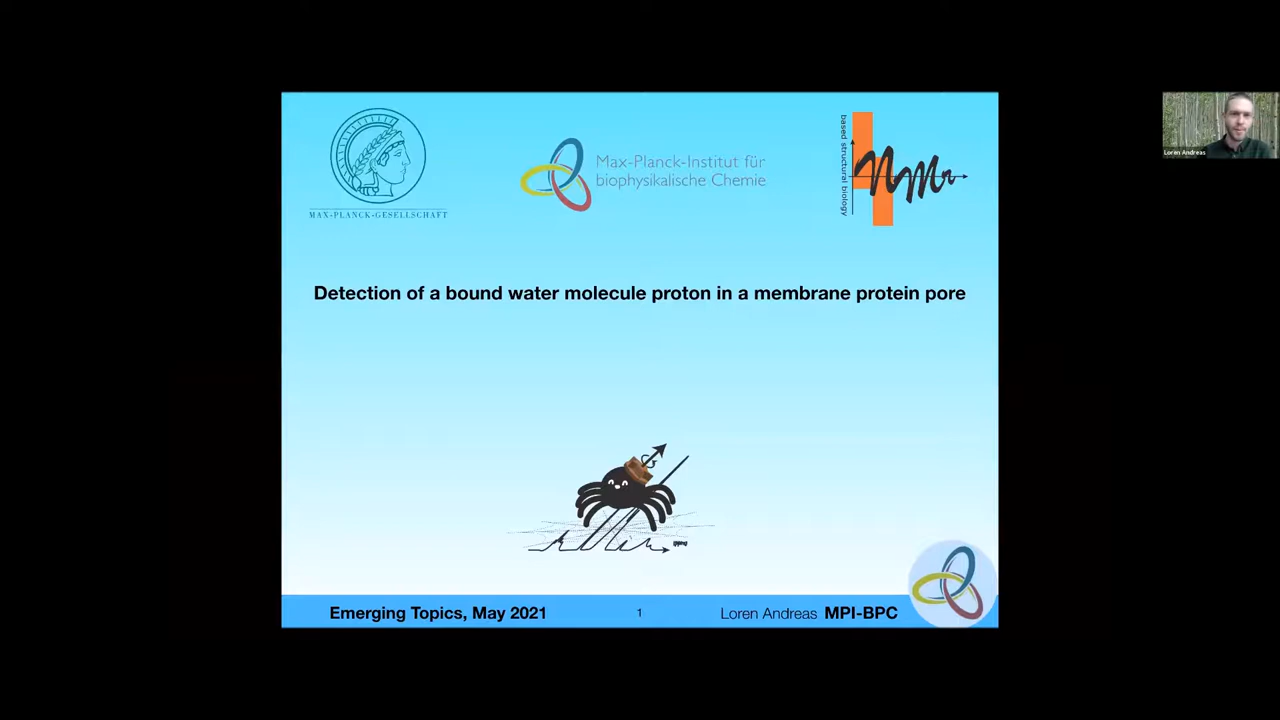 MAX-PLANCK-GESELLSCHAFT
Max-Planck-Institut für
biophysikalische Chemie
based structural biology
NMR
Loren Andreas
Detection of a bound water molecule proton in a membrane protein pore
Emerging Topics, May 2021
1
Loren Andreas MPI-BPC